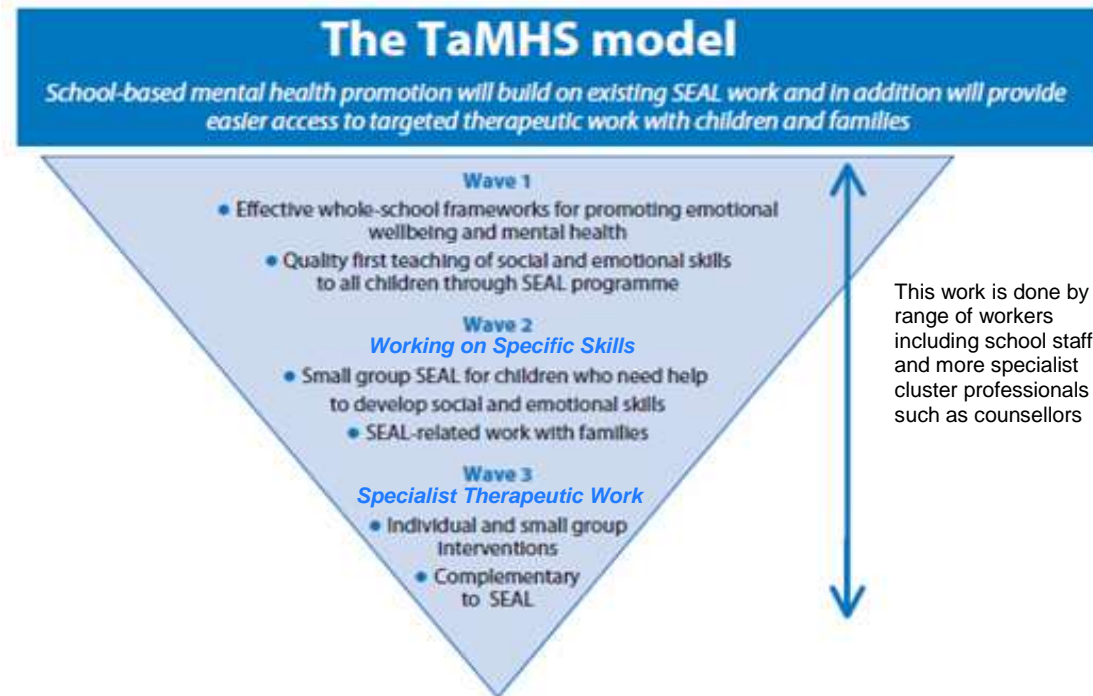 The TaMHS model
School-based mental health promotion will build on existing SEAL work and in addition will provide
easier access to targeted therapeutic work with children and families
Wave 1
• Effective whole-school frameworks for promoting emotional
wellbeing and mental health
• Quality first teaching of social and emotional skills
to all children through SEAL programme
Wave 2
Working on Specific Skills
• Small group SEAL for children who need help
to develop social and emotional skills
• SEAL-related work with families
Wave 3
Specialist Therapeutic Work
• Individual and small group
interventions
• Complementary
to SEAL
This work is done by
range of workers
including school staff
and more specialist
cluster professionals
such as counsellors